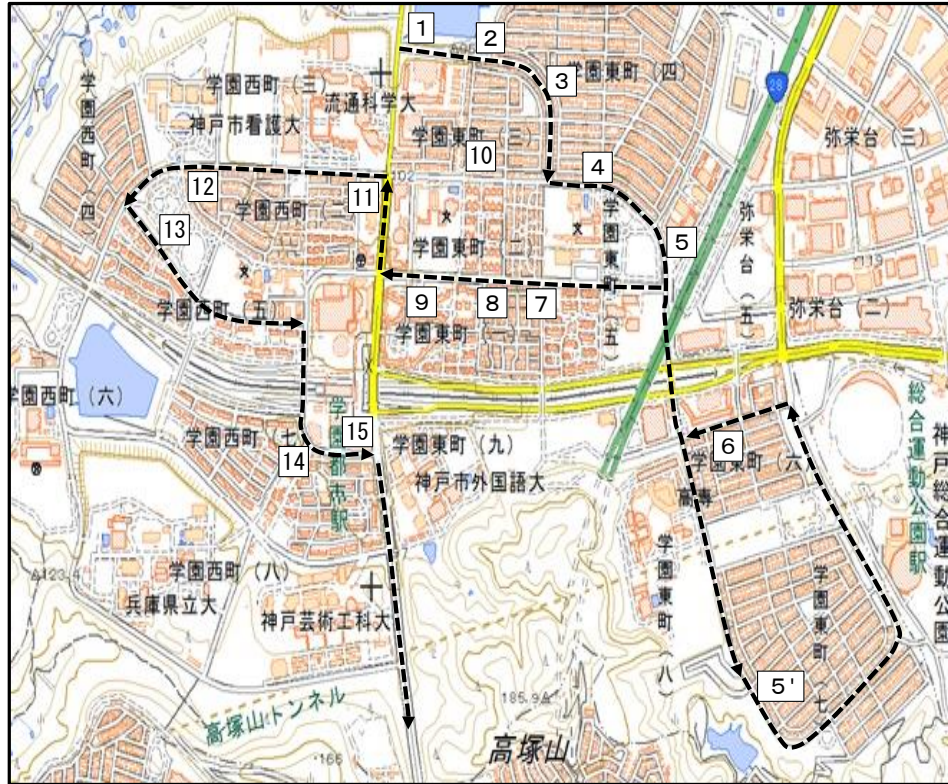 1
2
3
学園東町（四）
学園西町（三）
流通科学大
神戸市看護大
学園西町（四）
28
弥栄台（三）
学園東町（三）
10
4
102
11
12
学園西町（二）
13
学園東町（二）
学園東町（五）
5
弥栄台（五）
弥栄台（二）
9
8
7
学園西町（五）
学園東町（一）
学園西町（六）
学園都市駅
15
学園西町（七）
14
学園東町（九）
神戸市外国語大
6
学園東町（六）
高専
総合運動公園駅
神戸総合運動公園
学園東町（八）
学園東町（七）
123.4
学園西町（八）
兵庫県立大
神戸芸術工科大
5'
185.9
高塚山トンネル
高塚山
166